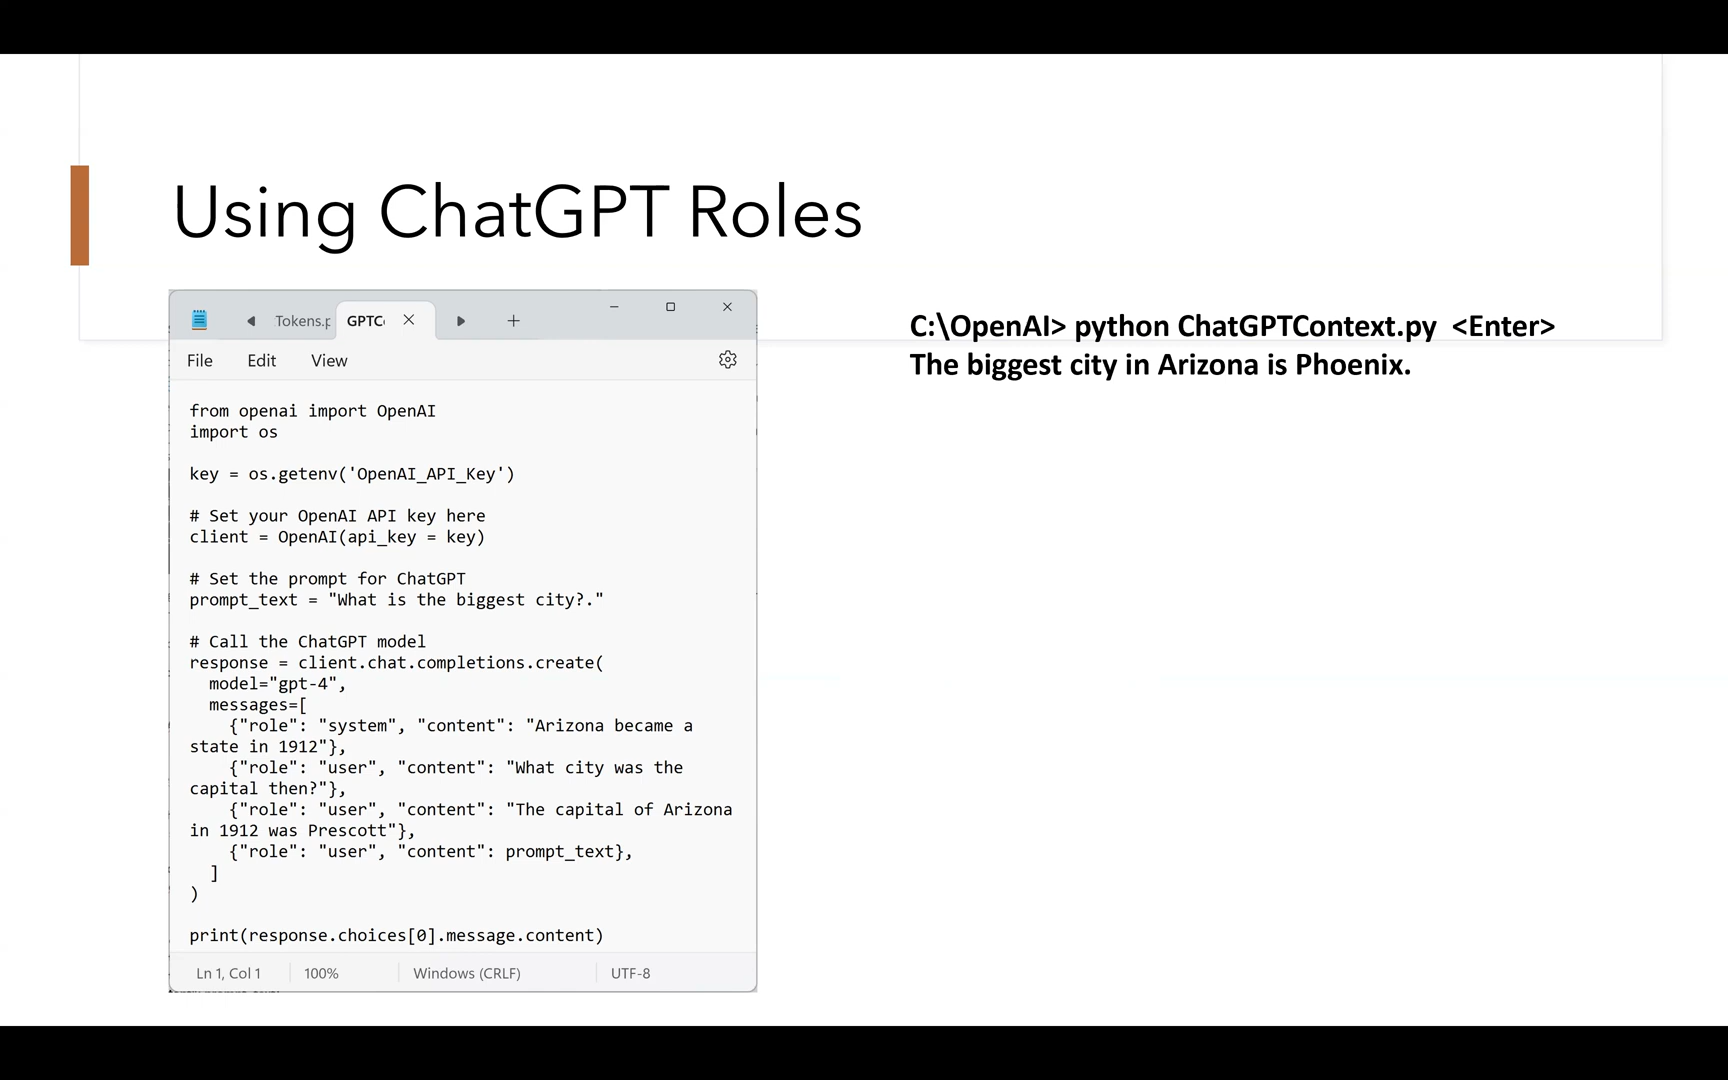 Using ChatGPT Roles
Tokens.p
GPTC
File Edit View
from openai import OpenAI
import os
key = os.getenv('OpenAI_API_Key')
# Set your OpenAI API key here
client = OpenAI(api_key = key)
# Set the prompt for ChatGPT
prompt_text = "What is the biggest city?."
# Call the ChatGPT model
response = client.chat.completions.create(
  model="gpt-4",
  messages=[
    {"role": "system", "content": "Arizona became a
state in 1912"},
    {"role": "user", "content": "What city was the
capital then?"},
    {"role": "user", "content": "The capital of Arizona
in 1912 was Prescott"},
    {"role": "user", "content": prompt_text},
  ]
)
print(response.choices[0].message.content)
Ln 1, Col 1 100% Windows (CRLF) UTF-8
C:\OpenAI> python ChatGPTContext.py <Enter>
The biggest city in Arizona is Phoenix.